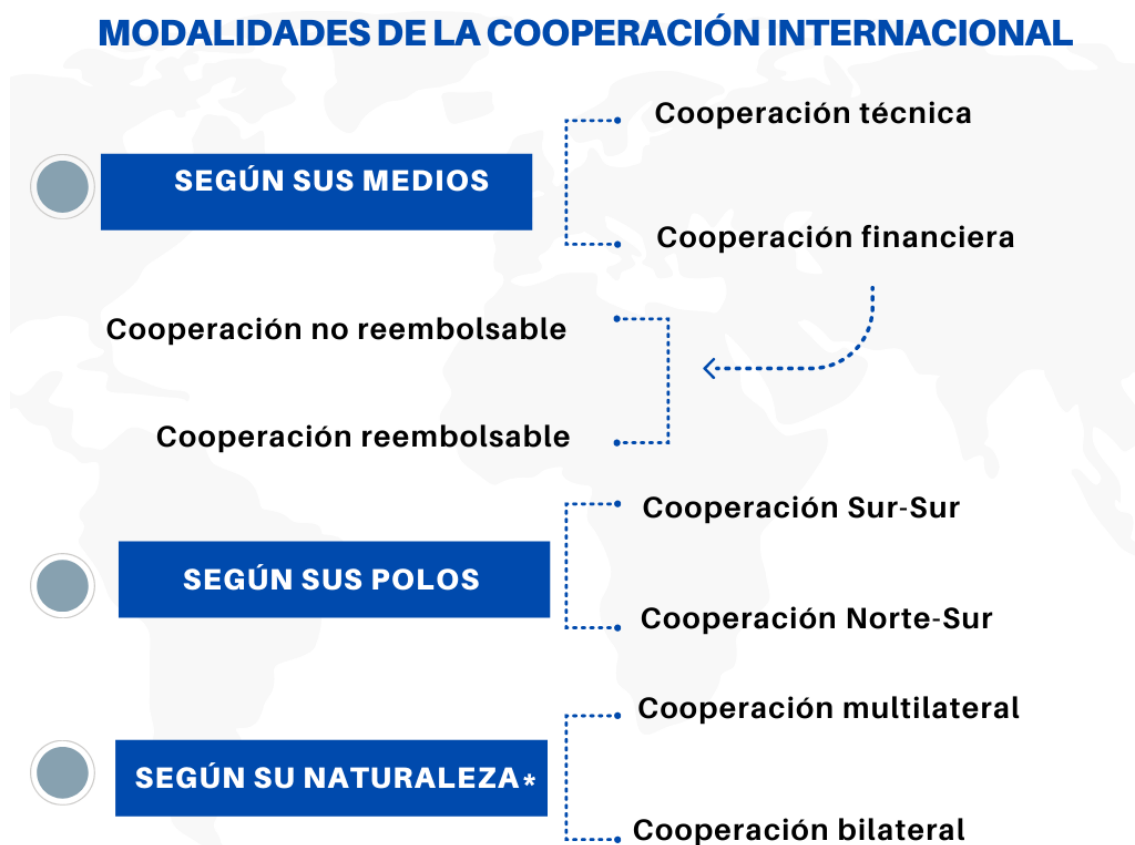 MODALIDADES DE LA COOPERACIÓN INTERNACIONAL
Cooperación técnica
SEGÚN SUS MEDIOS
Cooperación financiera
Cooperación no reembolsable
Cooperación reembolsable
Cooperación Sur-Sur
SEGÚN SUS POLOS
Cooperación Norte-Sur
Cooperación multilateral
SEGÚN SU NATURALEZA*
Cooperación bilateral